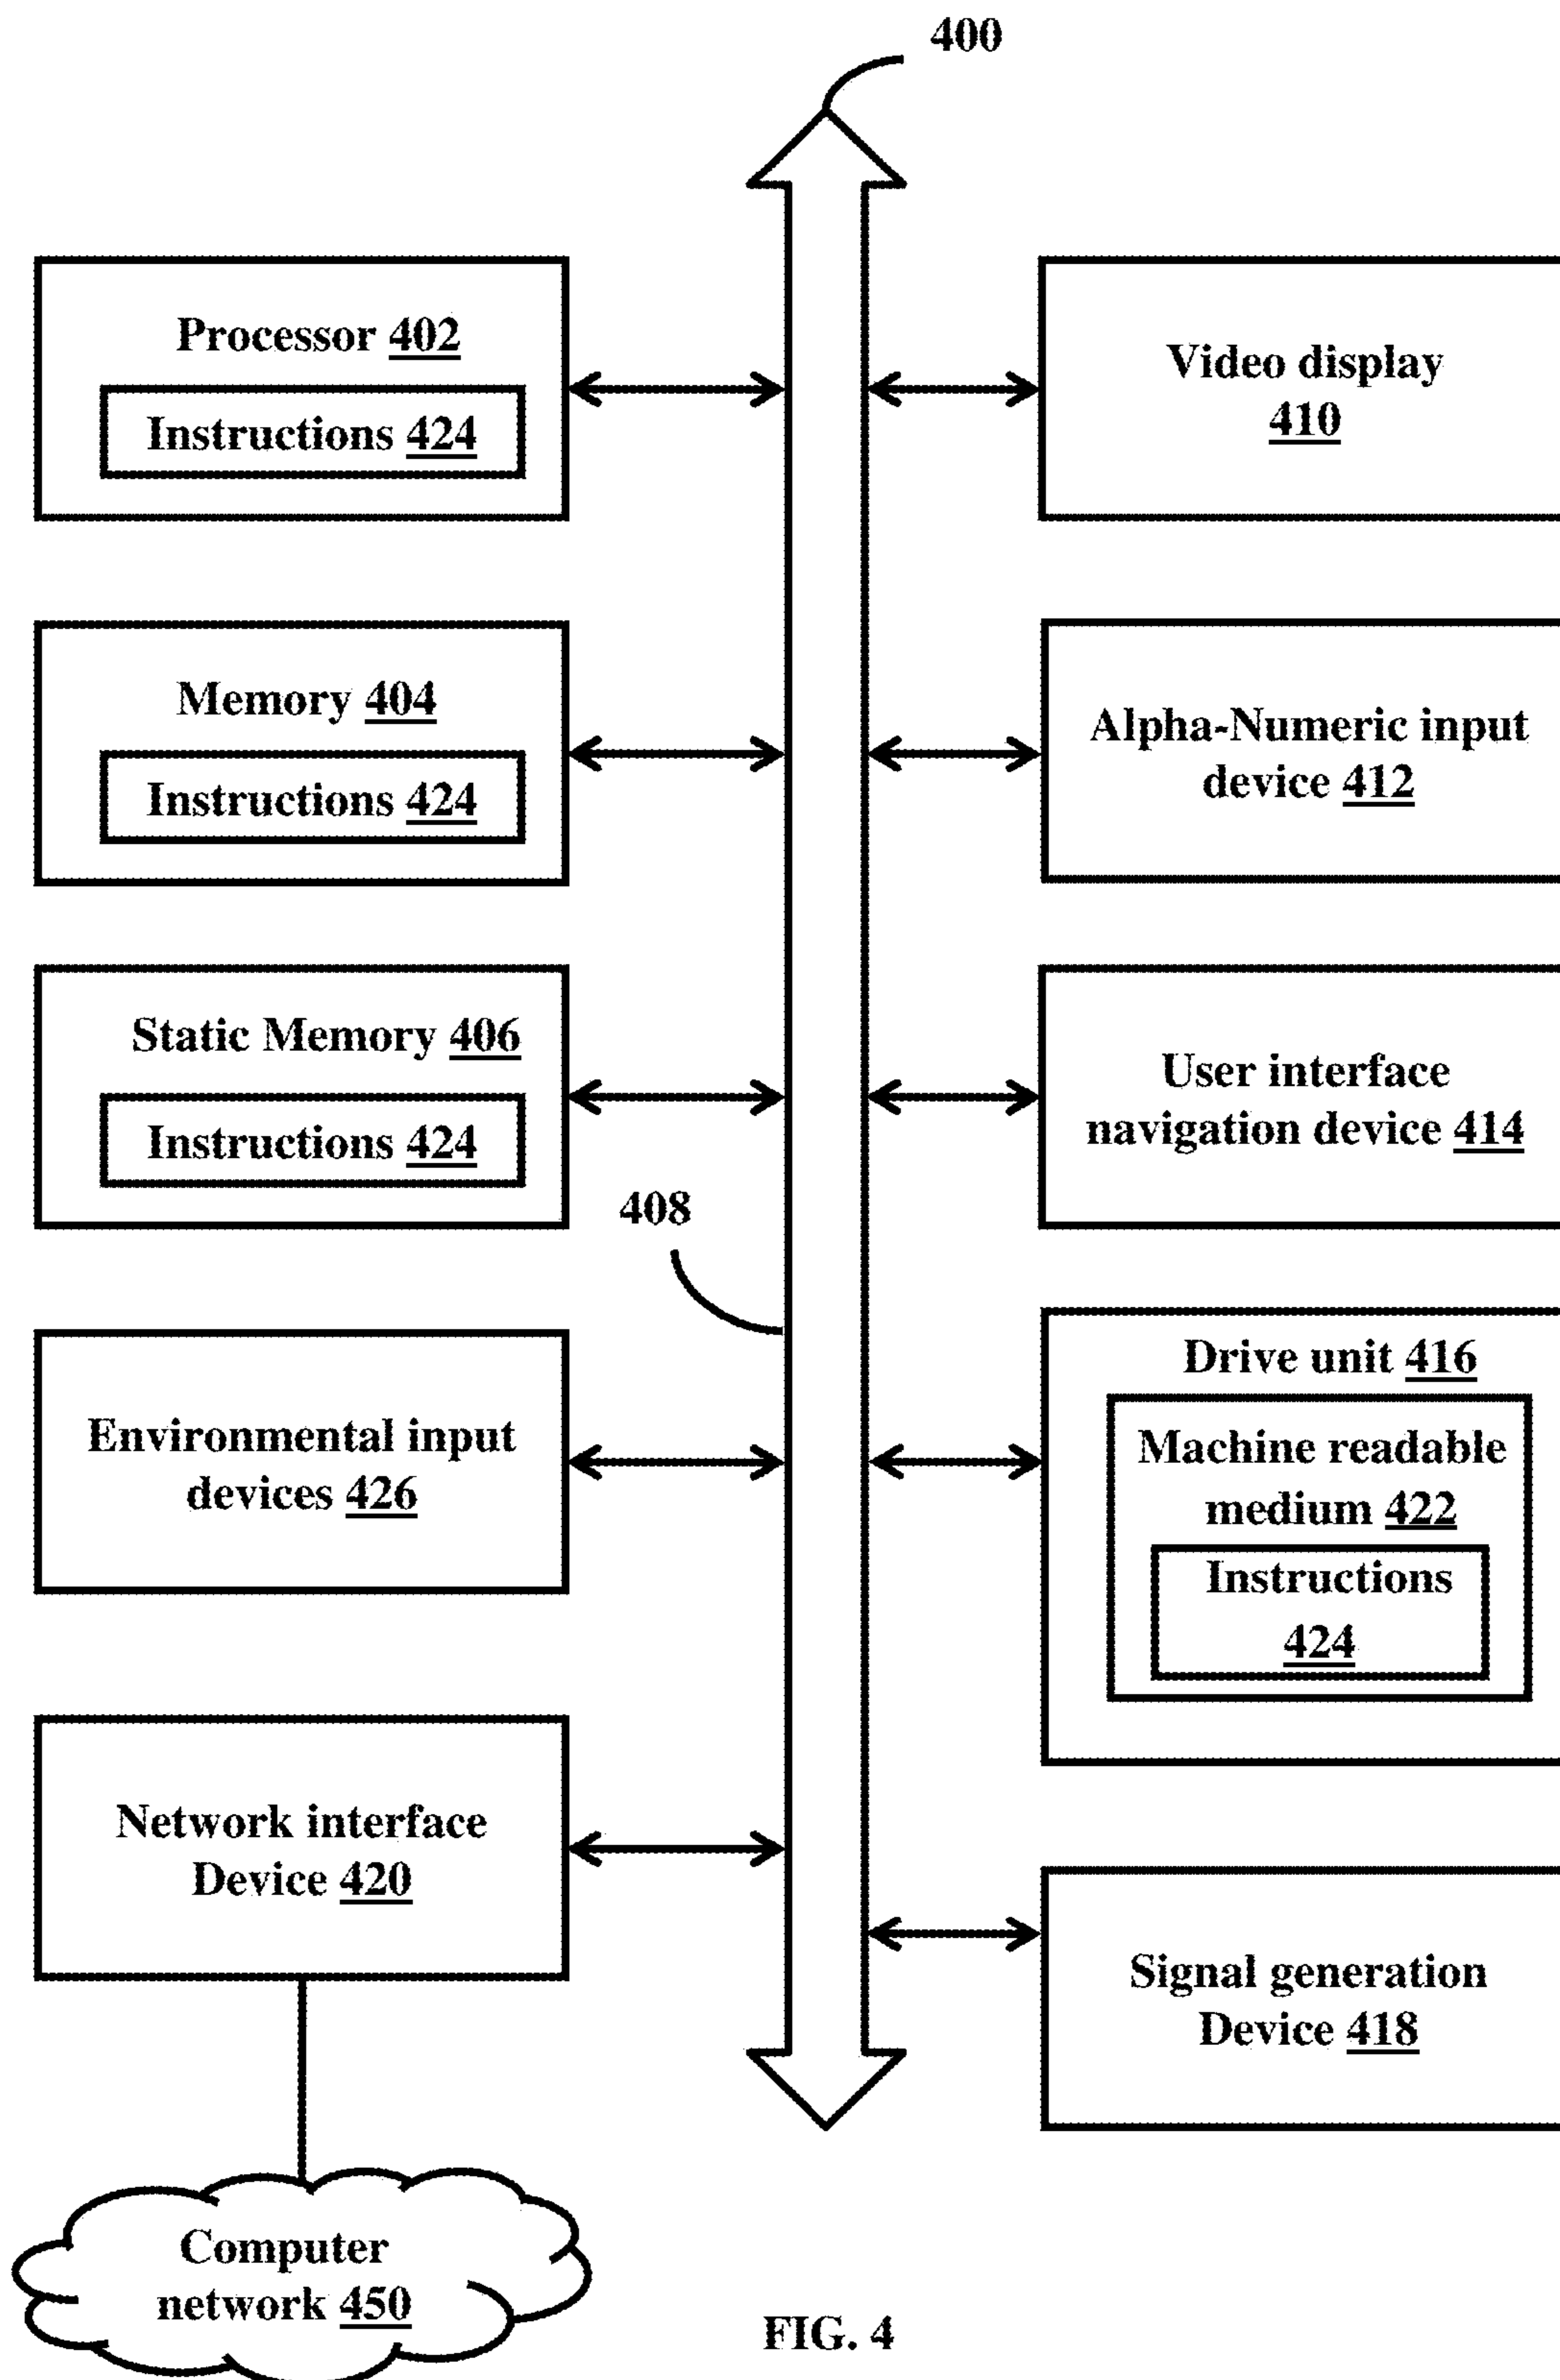 400
Processor 402
Instructions 424
Video display
410
Memory 404
Instructions 424
Alpha-Numeric input
device 412
Static Memory 406
Instructions 424
User interface
navigation device 414
408
Environmental input
devices 426
Drive unit 416
Machine readable
medium 422
Instructions
424
Network interface
Device 420
Signal generation
Device 418
Computer
network 450
FIG. 4